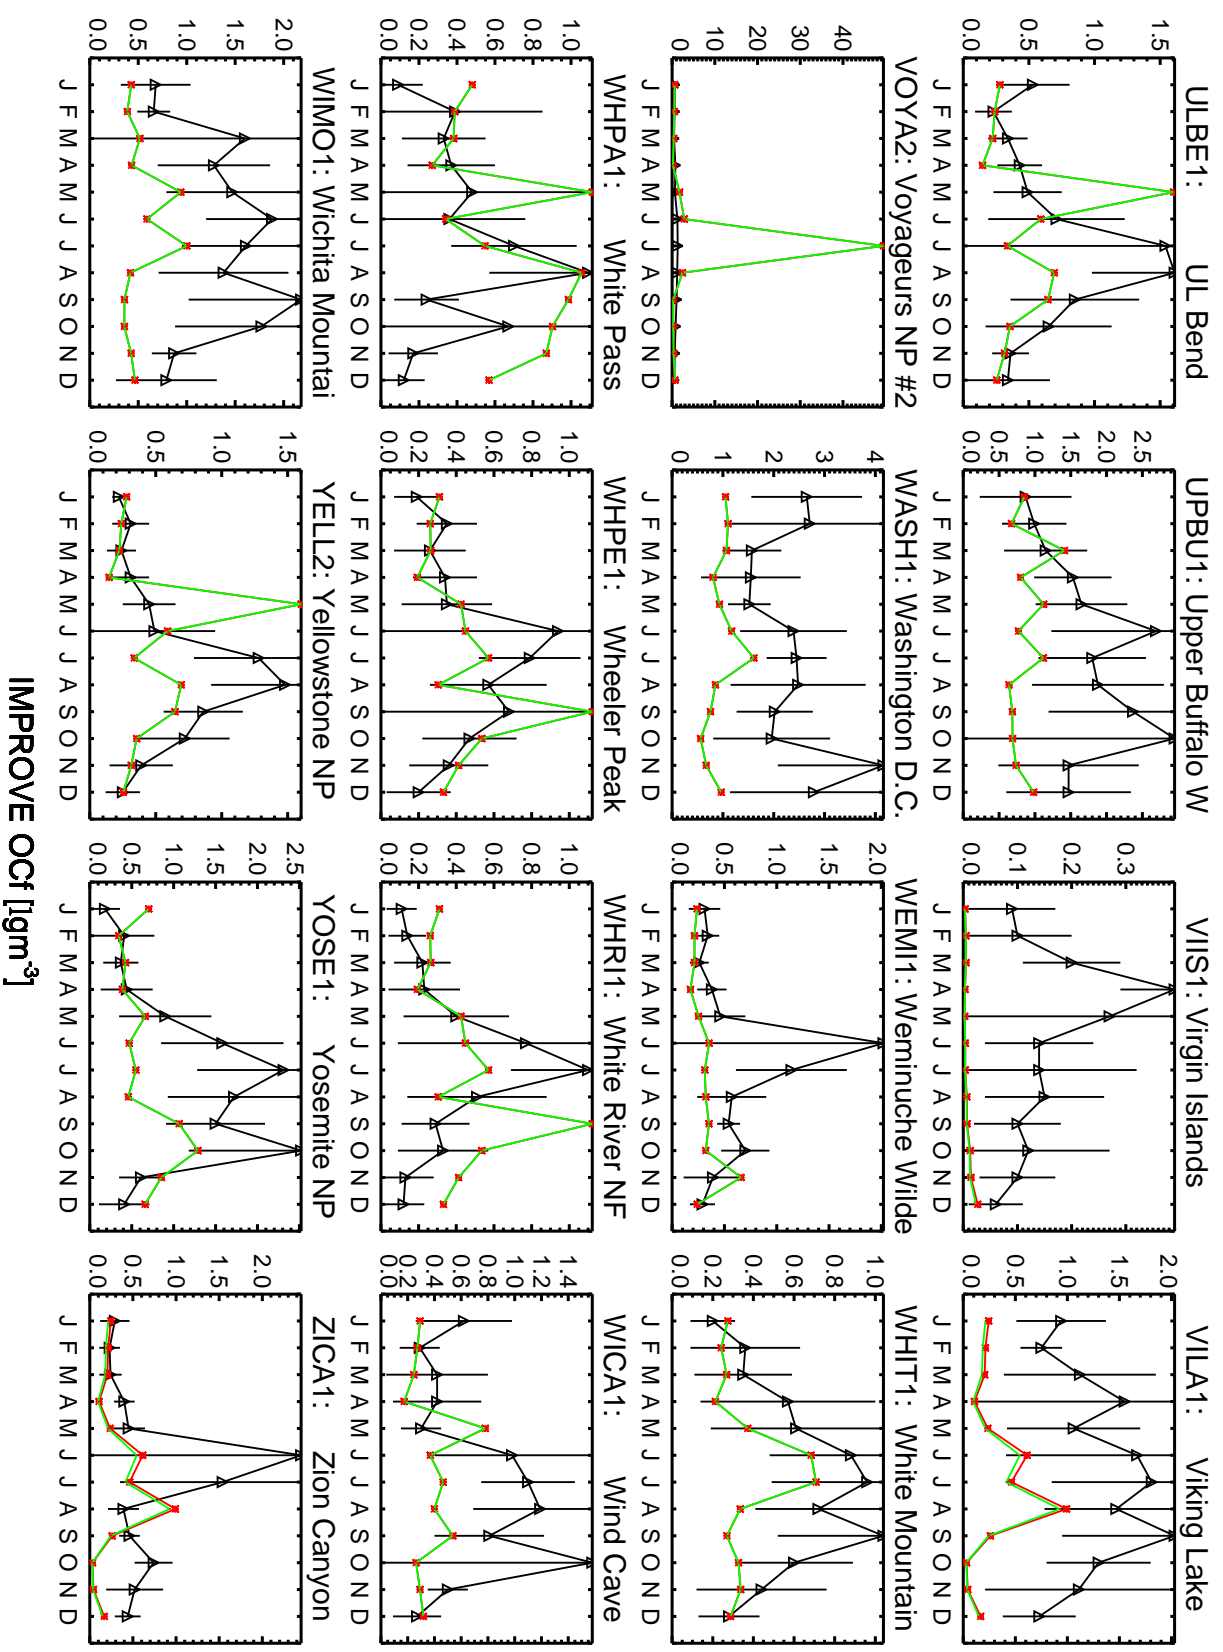 ULBE1: UL Bend
1.5
1.0
0.5
0.0
J F M A M J J A S O N D
UPBU1: Upper Buffalo W
2.5
2.0
1.5
1.0
0.5
0.0
J F M A M J J A S O N D
VIIS1: Virgin Islands
0.3
0.2
0.1
0.0
J F M A M J J A S O N D
VILA1: Viking Lake
2.0
1.5
1.0
0.5
0.0
J F M A M J J A S O N D
VOYA2: Voyageurs NP #2
40
30
20
10
0
J F M A M J J A S O N D
WASH1: Washington D.C.
4
3
2
1
0
J F M A M J J A S O N D
WEMI1: Weminuche Wilde
2.0
1.5
1.0
0.5
0.0
J F M A M J J A S O N D
WHIT1: White Mountain
1.0
0.8
0.6
0.4
0.2
0.0
J F M A M J J A S O N D
WHPA1: White Pass
1.0
0.8
0.6
0.4
0.2
0.0
J F M A M J J A S O N D
WHPE1: Wheeler Peak
1.0
0.8
0.6
0.4
0.2
0.0
J F M A M J J A S O N D
WHRI1: White River NF
1.0
0.8
0.6
0.4
0.2
0.0
J F M A M J J A S O N D
WICA1: Wind Cave
1.4
1.2
1.0
0.8
0.6
0.4
0.2
0.0
J F M A M J J A S O N D
WIMO1: Wichita Mountai
2.0
1.5
1.0
0.5
0.0
J F M A M J J A S O N D
YELL2: Yellowstone NP
1.5
1.0
0.5
0.0
J F M A M J J A S O N D
YOSE1: Yosemite NP
2.5
2.0
1.5
1.0
0.5
0.0
J F M A M J J A S O N D
ZICA1: Zion Canyon
2.0
1.5
1.0
0.5
0.0
J F M A M J J A S O N D
IMPROVE OCf [1gm-3]